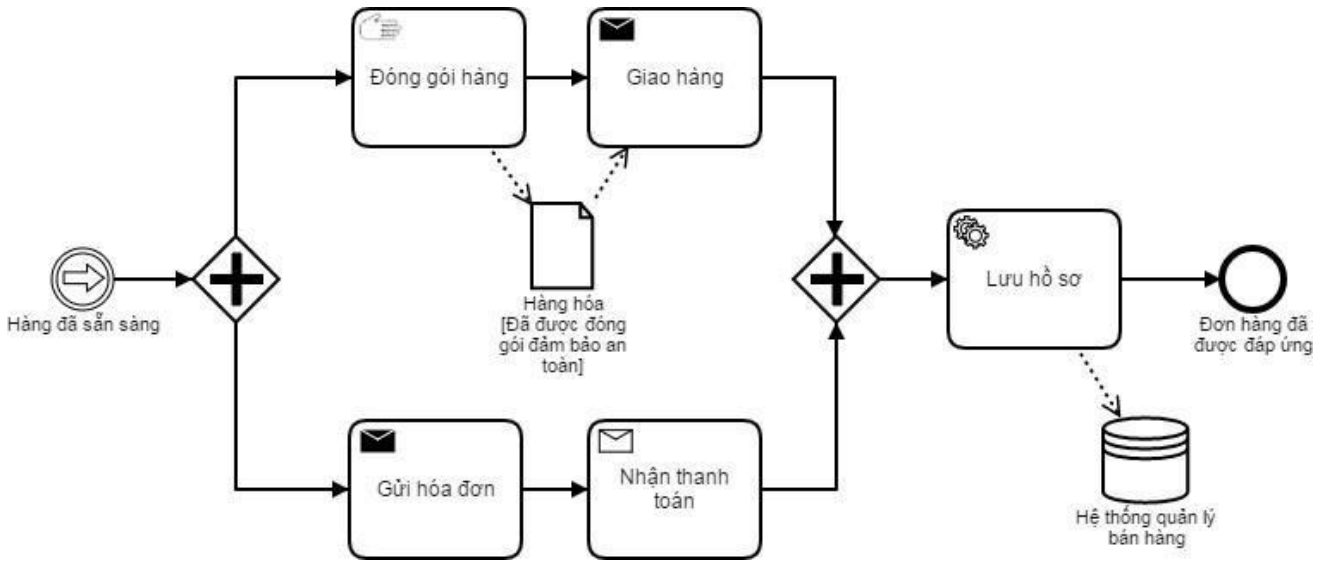 Đóng gói hàng
Giao hàng
Hàng đã sẵn sàng
Hàng hóa
[Đã được đóng
gói đảm bảo an
toàn]
Lưu hồ sơ
Đơn hàng đã
được đáp ứng
Gửi hóa đơn
Nhận thanh
toán
Hệ thống quản lý
bán hàng